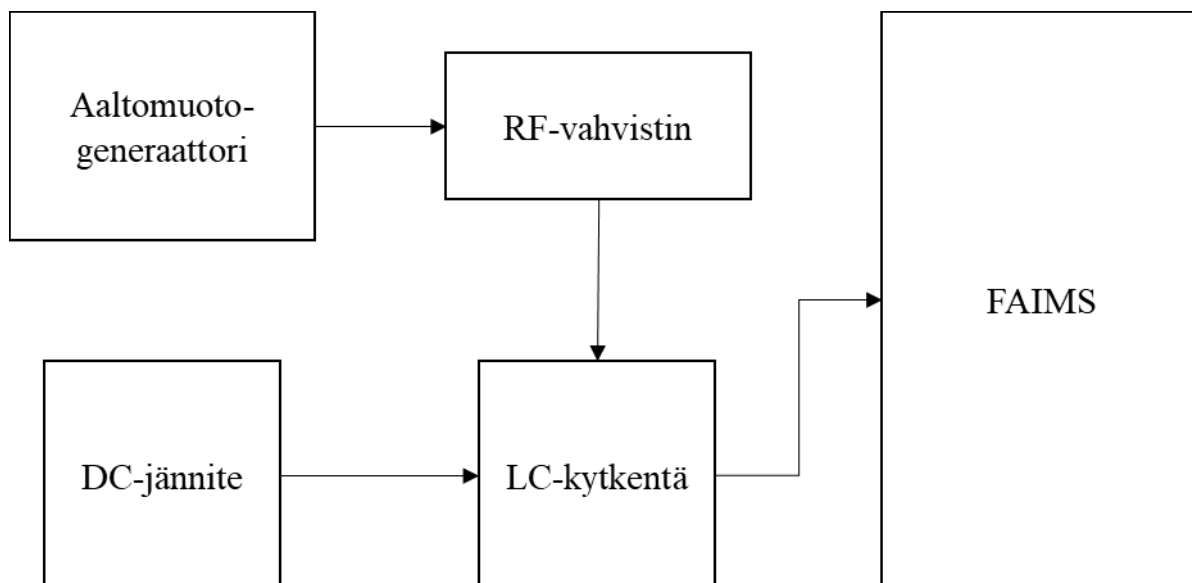 Aaltomuoto-
generaattori
RF-vahvistin
FAIMS
DC-jännite
LC-kytkentä